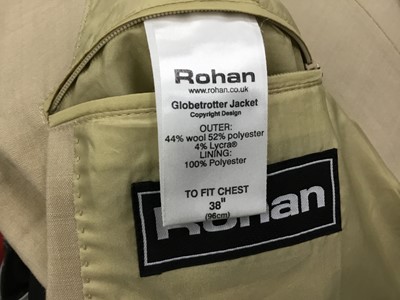 Rohan
www.rohan.co.uk
Globetrotter Jacket
Copyright Design
OUTER:
44% wool 52% polyester
4% Lycra®
LINING:
100% Polyester
TO FIT CHEST
38"
(96cm)
Rohan